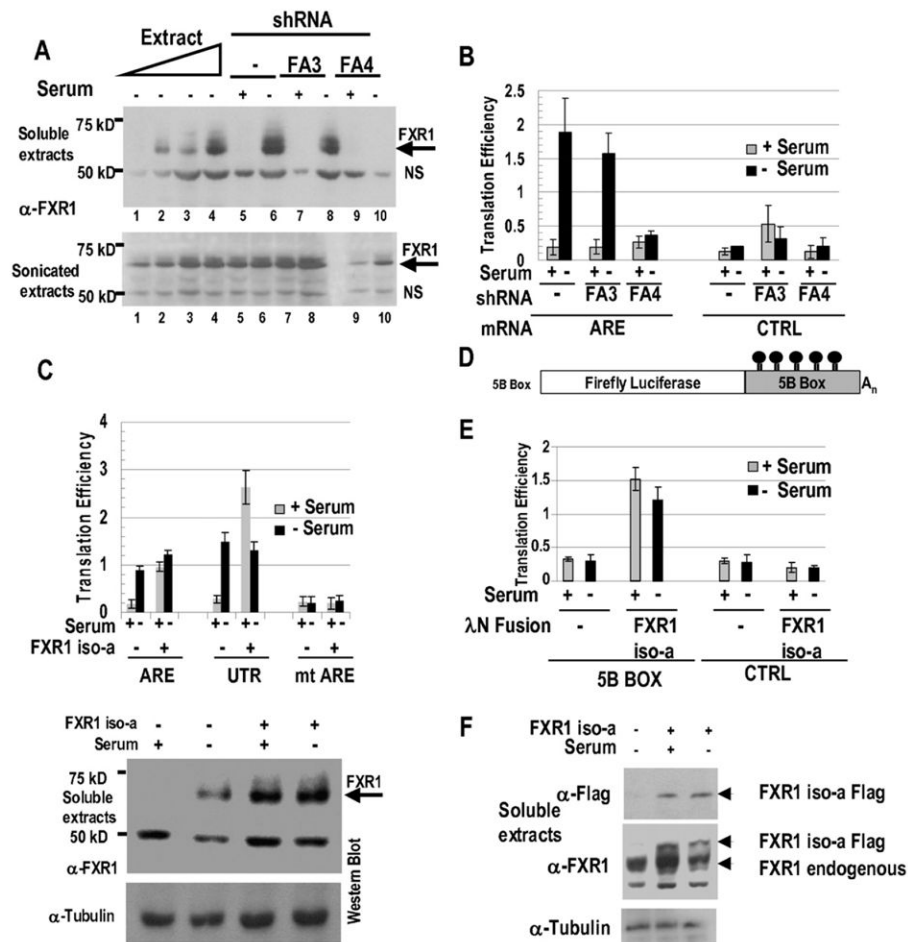 A
Extract
shRNA
- FA3 FA4
Serum - - - - + - + - + -
75 kD
Soluble extracts
FXR1
50 kD
NS
α-FXR1
1 2 3 4 5 6 7 8 9 10
75 kD
FXR1
Sonicated extracts
50 kD
NS
1 2 3 4 5 6 7 8 9 10
B
Translation Efficiency
2.5
2
1.5
1
0.5
0
+ Serum
- Serum
Serum + - + - + - + - + - + -
shRNA - FA3 FA4 - FA3 FA4
mRNA ARE CTRL
C
Translation Efficiency
4
3
2
1
0
+ Serum
- Serum
Serum + - + - + - + - + - + -
FXR1 iso-a - + - + - +
ARE UTR mt ARE
FXR1 iso-a - - + +
Serum + - + -
75 kD
Soluble extracts
FXR1
50 kD
α-FXR1
α-Tubulin
Western Blot
D
5B Box Firefly Luciferase 5B Box An
E
Translation Efficiency
2
1.5
1
0.5
0
+ Serum
- Serum
Serum + - + - + - + -
λN Fusion - FXR1 iso-a - FXR1 iso-a
5B BOX CTRL
F
FXR1 iso-a - + +
Serum - + -
α-Flag
FXR1 iso-a Flag
Soluble extracts
FXR1 iso-a Flag
α-FXR1
FXR1 endogenous
α-Tubulin